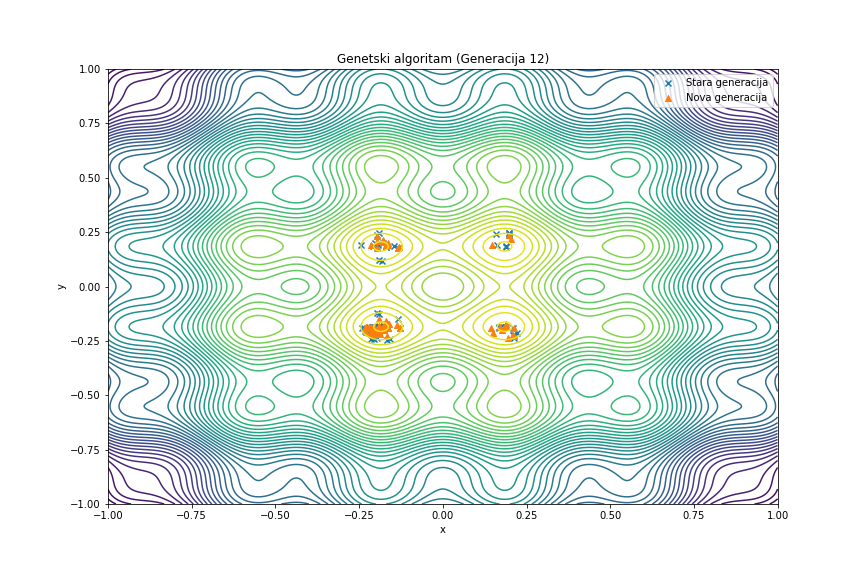 Genetski algoritam (Generacija 12)
Stara generacija
Nova generacija
1.00
0.75
0.50
0.25
0.00
−0.25
−0.50
−0.75
−1.00
y
−1.00 −0.75 −0.50 −0.25 0.00 0.25 0.50 0.75 1.00
x